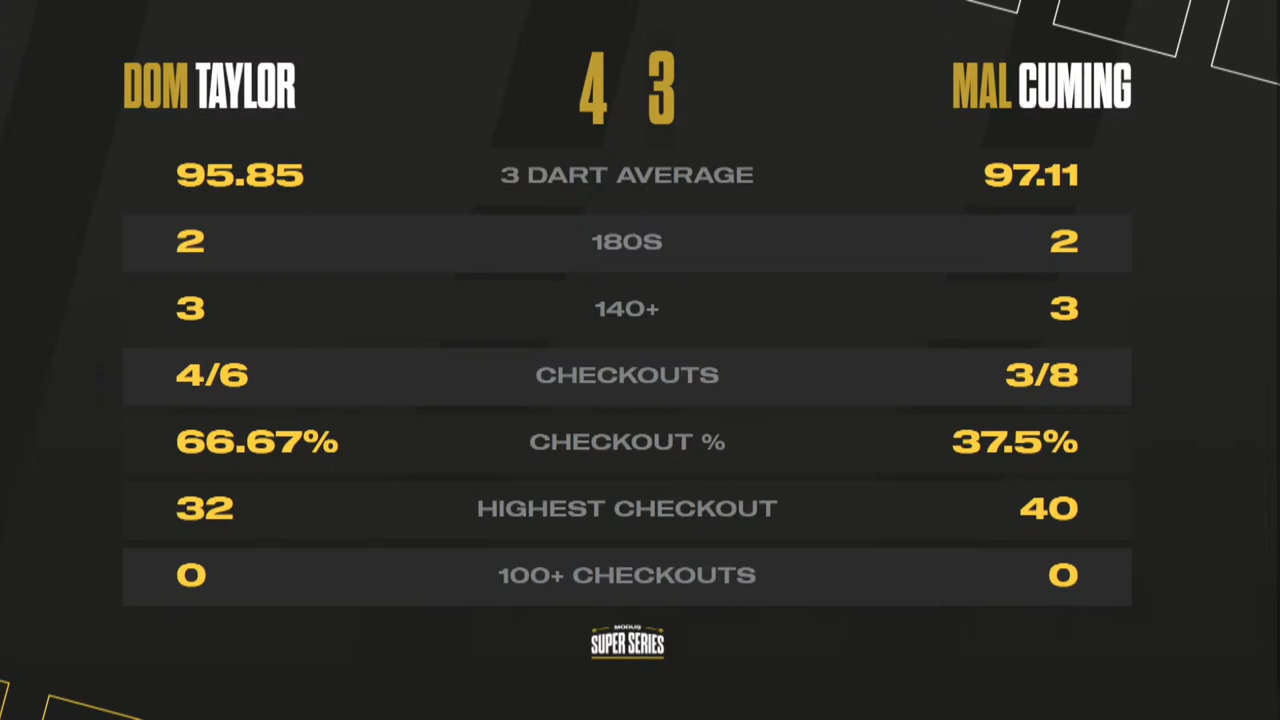 DOM TAYLOR 4 3 MAL CUMING
95.85 3 DART AVERAGE 97.11
2 180S 2
3 140+ 3
4/6 CHECKOUTS 3/8
66.67% CHECKOUT % 37.5%
32 HIGHEST CHECKOUT 40
0 100+ CHECKOUTS 0
MODUS
SUPER SERIES